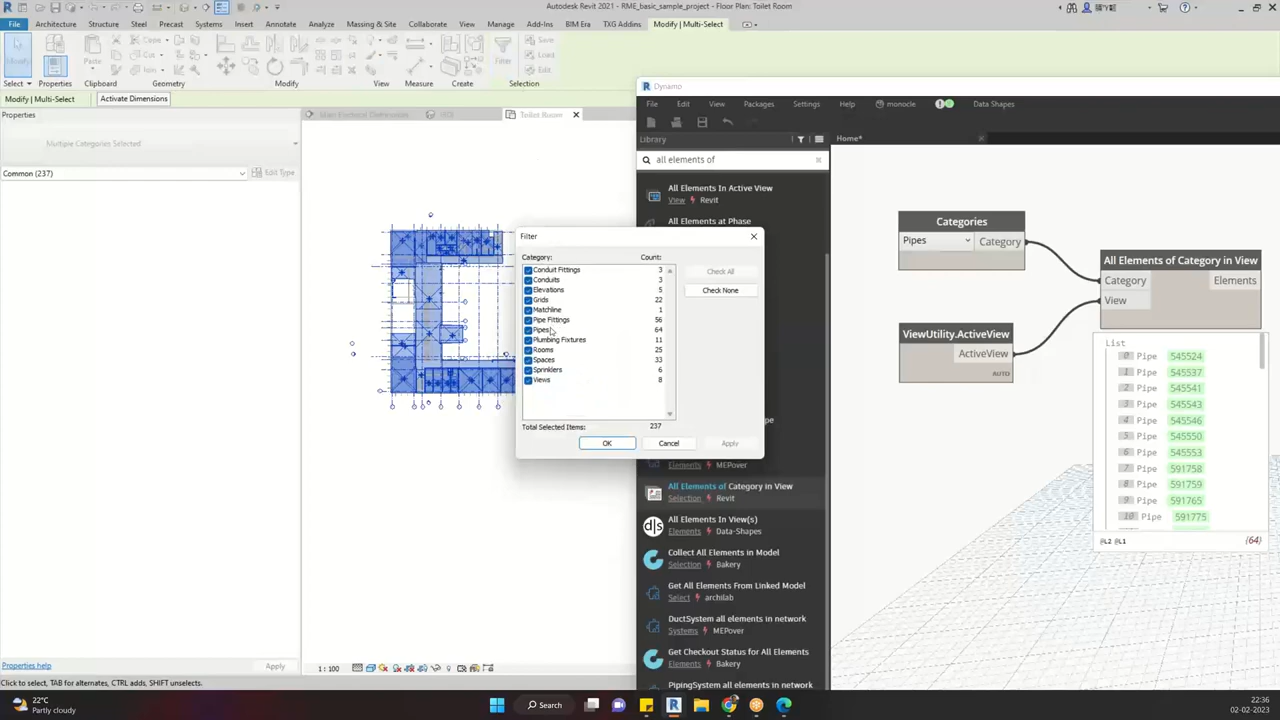 Autodesk Revit 2021 - RME_basic_sample_project - Floor Plan: Toilet Room
File Architecture Structure Steel Precast Systems Insert Annotate Analyze Massing & Site Collaborate View Manage Add-Ins BIM Era TXG Addins Modify | Multi-Select
Modify Paste Cope Cut Join Filter Save Load Edit
Select Properties Clipboard Geometry Modify View Measure Create Selection
Modify | Multi-Select Activate Dimensions
Properties
Toilet Room
Multiple Categories Selected
Common (237) Edit Type
Properties help Apply
1 : 100
Click to select, TAB for alternates, CTRL adds, SHIFT unselects.
Filter
Category: Count:
Conduit Fittings 3
Conduits 3
Elevations 5
Grids 22
Matchline 1
Pipe Fittings 56
Pipes 64
Plumbing Fixtures 11
Rooms 25
Spaces 33
Sprinklers 6
Views 8
Total Selected Items: 237
Check All
Check None
OK Cancel Apply
Dynamo
File Edit View Packages Settings Help monocle Data Shapes
Library
all elements of
All Elements In Active View
View Revit
All Elements at Phase
Elements MEPover
All Elements of Category in View
Selection Revit
All Elements In View(s)
Elements Data-Shapes
Collect All Elements in Model
Selection Bakery
Get All Elements From Linked Model
Select archilab
DuctSystem all elements in network
Systems MEPover
Get Checkout Status for All Elements
Elements Bakery
PipingSystem all elements in network
Home*
Categories
Pipes Category
ViewUtility.ActiveView
ActiveView
AUTO
All Elements of Category in View
Category Elements
View
List
0 Pipe 545524
1 Pipe 545537
2 Pipe 545541
3 Pipe 545543
4 Pipe 545546
5 Pipe 545550
6 Pipe 545553
7 Pipe 591758
8 Pipe 591759
9 Pipe 591765
10 Pipe 591775
@L2 @L1 {64}
22°C
Partly cloudy
Search
22:36
02-02-2023